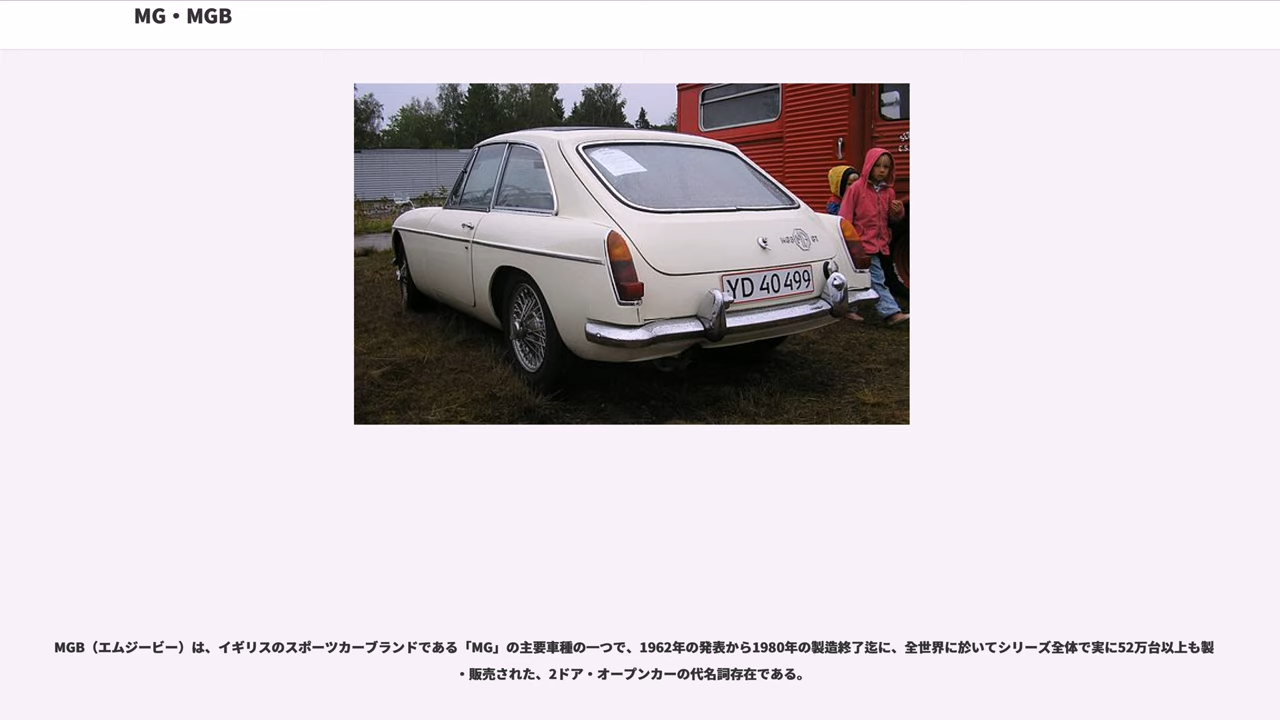 MG・MGB
YD 40 499
MGB（エムジービー）は、イギリスのスポーツカーブランドである「MG」の主要車種の一つで、1962年の発表から1980年の製造終了迄に、全世界に於いてシリーズ全体で実に52万台以上も製
・販売された、2ドア・オープンカーの代名詞存在である。